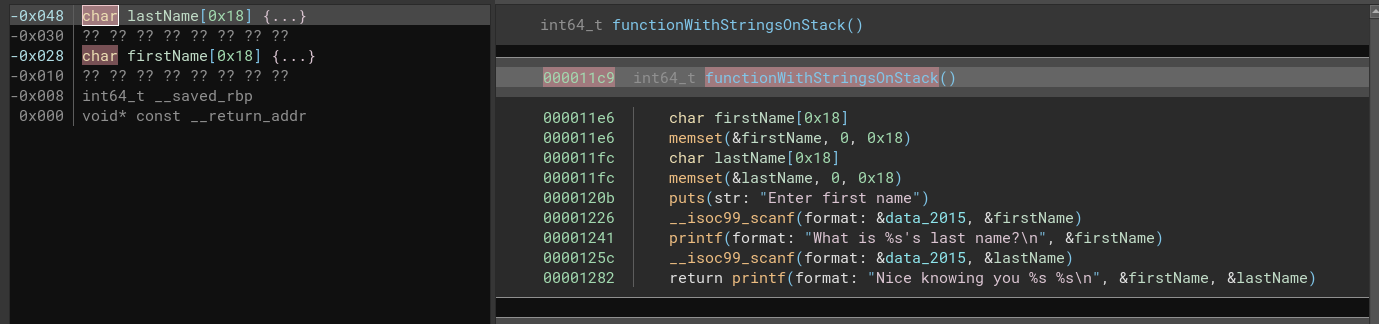 -0x048 char lastName[0x18] {...}
-0x030 ?? ?? ?? ?? ?? ?? ?? ??
-0x028 char firstName[0x18] {...}
-0x010 ?? ?? ?? ?? ?? ?? ?? ??
-0x008 int64_t __saved_rbp
0x000 void* const __return_addr
int64_t functionWithStringsOnStack()
000011c9 int64_t functionWithStringsOnStack()
000011e6 char firstName[0x18]
000011e6 memset(&firstName, 0, 0x18)
000011fc char lastName[0x18]
000011fc memset(&lastName, 0, 0x18)
0000120b puts(str: "Enter first name")
00001226 __isoc99_scanf(format: &data_2015, &firstName)
00001241 printf(format: "What is %s's last name?\n", &firstName)
0000125c __isoc99_scanf(format: &data_2015, &lastName)
00001282 return printf(format: "Nice knowing you %s %s\n", &firstName, &lastName)